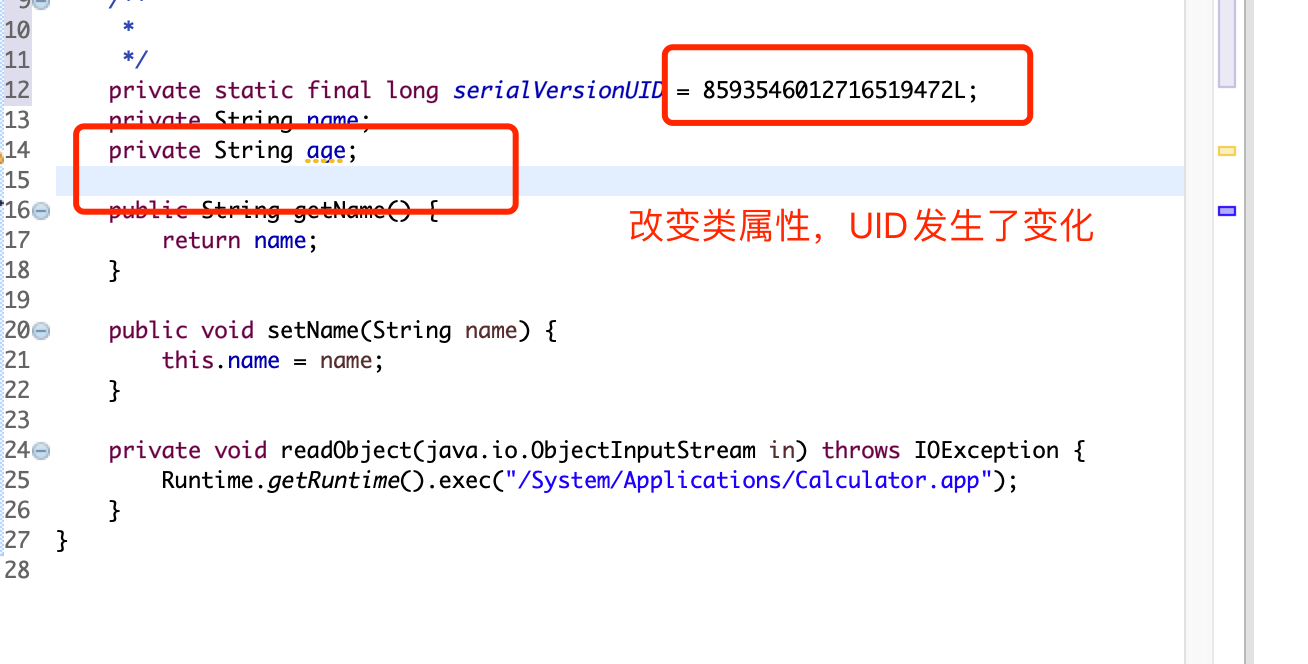 9 /**
10 *
11 */
12 private static final long serialVersionUID = 8593546012716519472L;
13 private String name;
14 private String age;
15
16 public String getName() {
改变类属性，UID发生了变化
17 return name;
18 }
19
20 public void setName(String name) {
21 this.name = name;
22 }
23
24 private void readObject(java.io.ObjectInputStream in) throws IOException {
25 Runtime.getRuntime().exec("/System/Applications/Calculator.app");
26 }
27 }
28